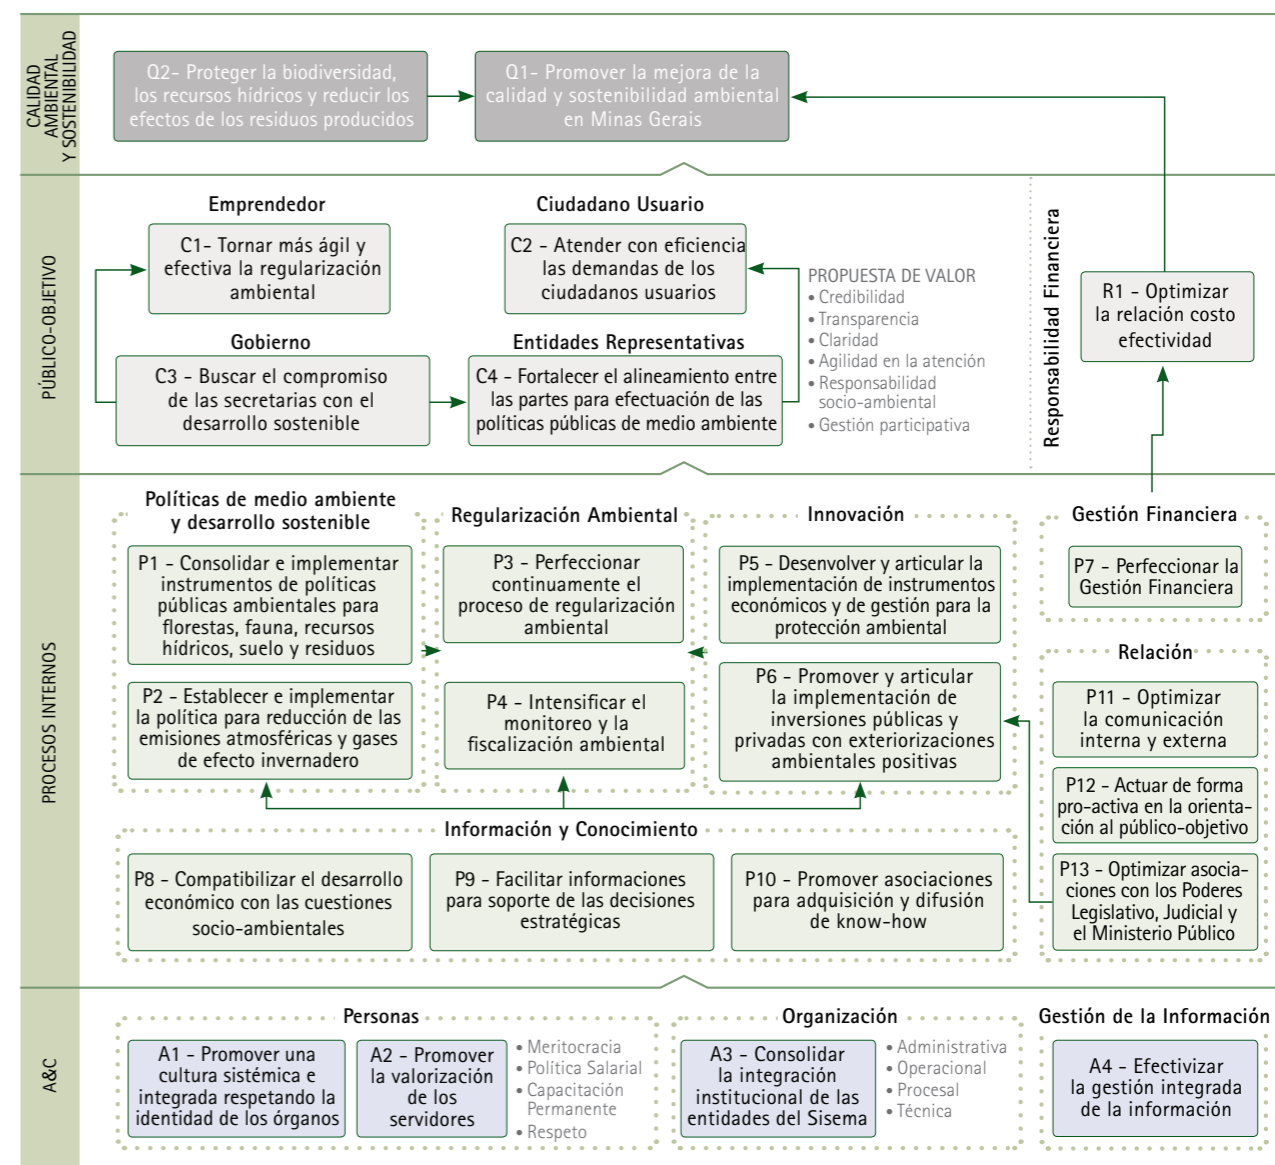 CALIDAD
AMBIENTAL
Y SOSTENIBILIDAD
Q2- Proteger la biodiversidad,
los recursos hídricos y reducir los
efectos de los residuos producidos
Q1- Promover la mejora de la
calidad y sostenibilidad ambiental
en Minas Gerais
PÚBLICO-OBJETIVO
Emprendedor
C1- Tornar más ágil y
efectiva la regularización
ambiental
Ciudadano Usuario
C2 - Atender con eficiencia
las demandas de los
ciudadanos usuarios
Gobierno
C3 - Buscar el compromiso
de las secretarias con el
desarrollo sostenible
Entidades Representativas
C4 - Fortalecer el alineamiento entre
las partes para efectuación de las
políticas públicas de medio ambiente
PROPUESTA DE VALOR
• Credibilidad
• Transparencia
• Claridad
• Agilidad en la atención
• Responsabilidad
socio-ambiental
• Gestión participativa
Responsabilidad Financiera
R1 - Optimizar
la relación costo
efectividad
PROCESOS INTERNOS
Políticas de medio ambiente
y desarrollo sostenible
P1 - Consolidar e implementar
instrumentos de políticas
públicas ambientales para
florestas, fauna, recursos
hídricos, suelo y residuos
P2 - Establecer e implementar
la política para reducción de las
emisiones atmosféricas y gases
de efecto invernadero
Regularización Ambiental
P3 - Perfeccionar
continuamente el
proceso de regularización
ambiental
P4 - Intensificar el
monitoreo y la
fiscalización ambiental
Innovación
P5 - Desenvolver y articular la
implementación de instrumentos
económicos y de gestión para la
protección ambiental
P6 - Promover y articular
la implementación de
inversiones públicas y
privadas con exteriorizaciones
ambientales positivas
Gestión Financiera
P7 - Perfeccionar la
Gestión Financiera
Relación
P11 - Optimizar
la comunicación
interna y externa
P12 - Actuar de forma
pro-activa en la orienta-
ción al público-objetivo
P13 - Optimizar asocia-
ciones con los Poderes
Legislativo, Judicial y
el Ministerio Público
Información y Conocimiento
P8 - Compatibilizar el desarrollo
económico con las cuestiones
socio-ambientales
P9 - Facilitar informaciones
para soporte de las decisiones
estratégicas
P10 - Promover asociaciones
para adquisición y difusión
de know-how
A&C
Personas
A1 - Promover una
cultura sistémica e
integrada respetando la
identidad de los órganos
A2 - Promover
la valorización
de los
servidores
• Meritocracia
• Política Salarial
• Capacitación
Permanente
• Respeto
Organización
A3 - Consolidar
la integración
institucional de las
entidades del Sisema
• Administrativa
• Operacional
• Procesal
• Técnica
Gestión de la Información
A4 - Efectivizar
la gestión integrada
de la información